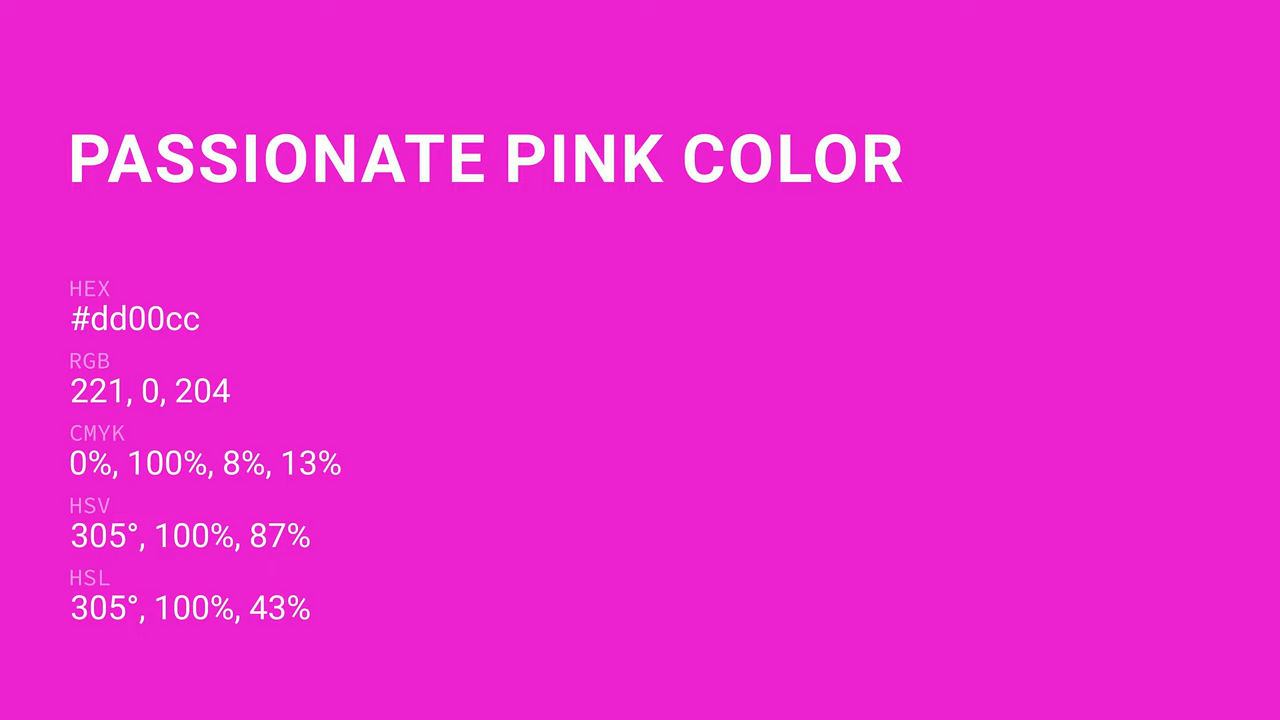 PASSIONATE PINK COLOR
HEX
#dd00cc
RGB
221, 0, 204
CMYK
0%, 100%, 8%, 13%
HSV
305°, 100%, 87%
HSL
305°, 100%, 43%